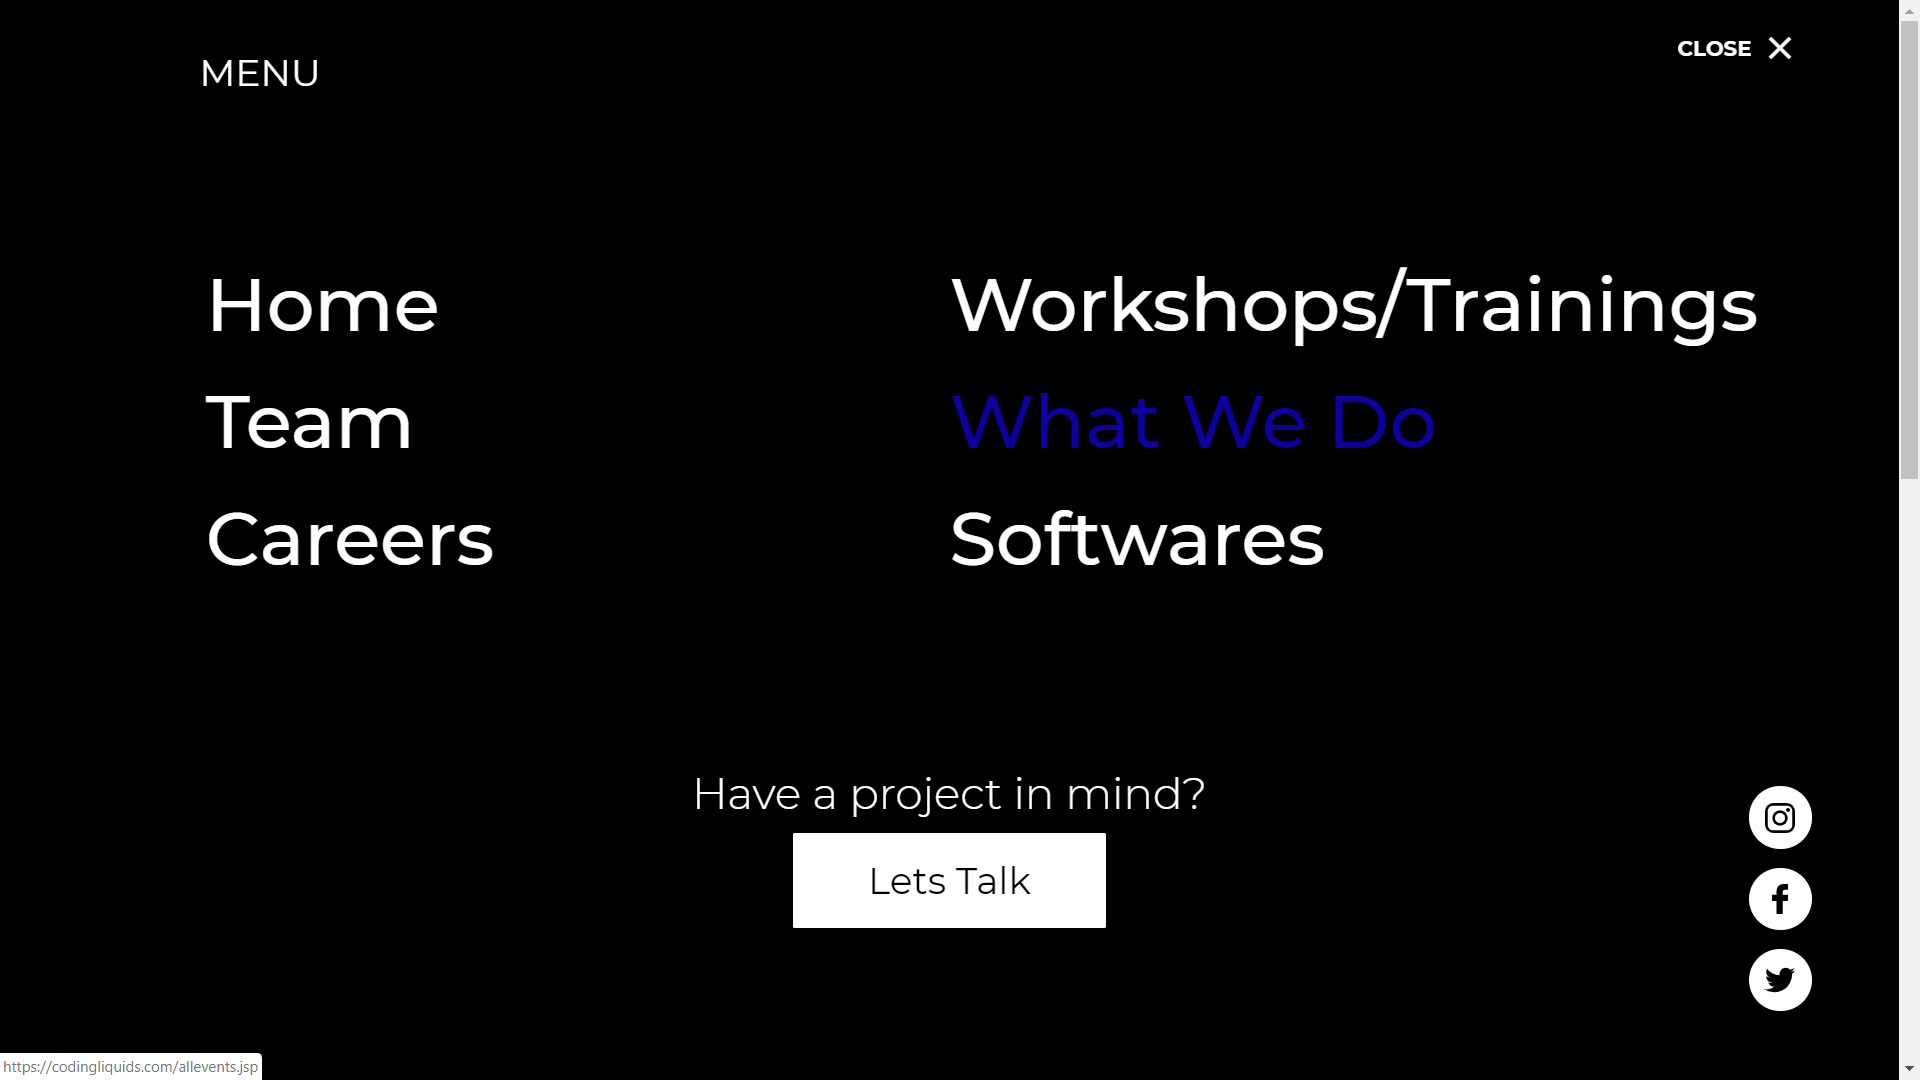 MENU
CLOSE
Home
Workshops/Trainings
Team
What We Do
Careers
Softwares
Have a project in mind?
Lets Talk
https://codingliquids.com/allevents.jsp